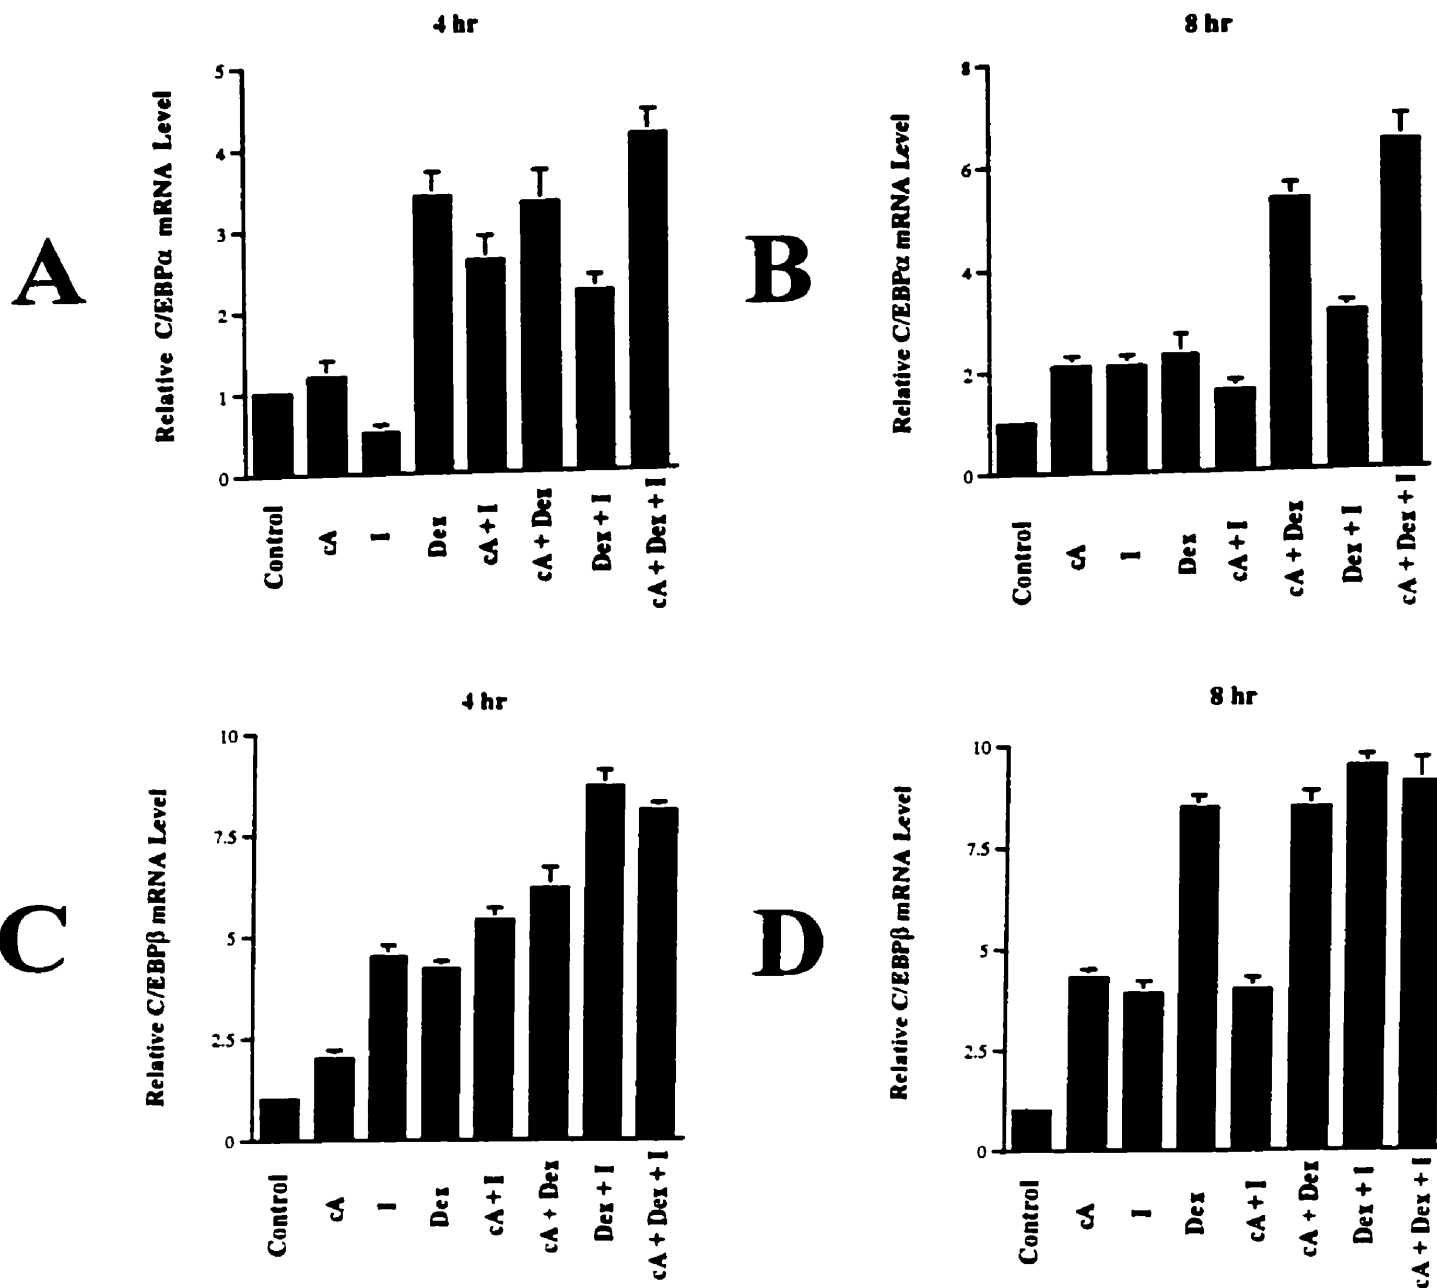 4 hr
5
4
3
2
1
0
Relative C/EBPα mRNA Level
A
Control
cA
I
Dex
cA + I
cA + Dex
Dex + I
cA + Dex + I
8 hr
8
6
4
2
0
Relative C/EBPα mRNA Level
B
Control
cA
I
Dex
cA + I
cA + Dex
Dex + I
cA + Dex + I
4 hr
10
7.5
5
2.5
0
Relative C/EBPβ mRNA Level
C
Control
cA
I
Dex
cA + I
cA + Dex
Dex + I
cA + Dex + I
8 hr
10
7.5
5
2.5
0
Relative C/EBPβ mRNA Level
D
Control
cA
I
Dex
cA + I
cA + Dex
Dex + I
cA + Dex + I